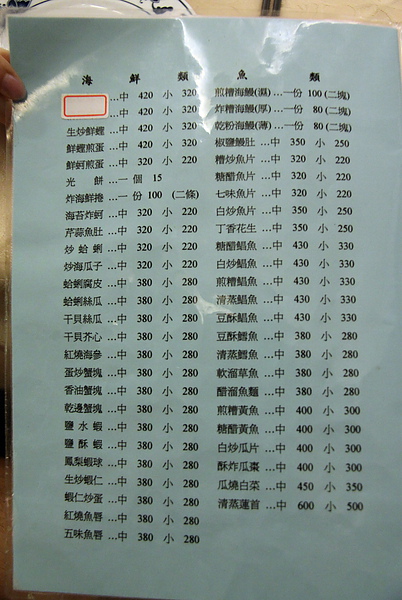 海 鮮 類
...中 420 小 320
...中 420 小 320
生炒鮮蟶 ...中 420 小 320
鮮蟶煎蛋 ...中 420 小 320
鮮蚵煎蛋 ...中 320 小 220
光 餅 ...一 個 15
炸海鮮捲 ...一 份 100 (二條)
海苔炸蚵 ...中 320 小 220
芹蒜魚肚 ...中 320 小 220
炒 蛤 蜊 ...中 320 小 220
炒海瓜子 ...中 320 小 220
蛤蜊腐皮 ...中 380 小 280
蛤蜊絲瓜 ...中 380 小 280
干貝絲瓜 ...中 380 小 280
干貝芥心 ...中 380 小 280
紅燒海參 ...中 380 小 280
蛋炒蟹塊 ...中 380 小 280
香油蟹塊 ...中 380 小 280
乾邊蟹塊 ...中 380 小 280
鹽 水 蝦 ...中 380 小 280
鹽 酥 蝦 ...中 380 小 280
鳳梨蝦球 ...中 380 小 280
生炒蝦仁 ...中 380 小 280
蝦仁炒蛋 ...中 380 小 280
紅燒魚唇 ...中 380 小 280
五味魚唇 ...中 380 小 280
魚 類
煎糟海鰻(濕) ...一份 100 (二塊)
炸糟海鰻(厚) ...一份 80 (二塊)
乾粉海鰻(薄) ...一份 80 (二塊)
椒鹽鰻肚 ...中 350 小 250
糟炒魚片 ...中 320 小 220
糖醋魚片 ...中 320 小 220
七味魚片 ...中 320 小 220
白炒魚片 ...中 350 小 250
丁香花生 ...中 350 小 250
糖醋鯧魚 ...中 430 小 330
白炒鯧魚 ...中 430 小 330
煎糟鯧魚 ...中 430 小 330
清蒸鯧魚 ...中 430 小 330
豆酥鯧魚 ...中 430 小 330
豆酥鱈魚 ...中 380 小 280
清蒸鱈魚 ...中 380 小 280
軟溜草魚 ...中 380 小 280
醋溜魚麵 ...中 380 小 280
煎糟黃魚 ...中 400 小 300
糖醋黃魚 ...中 400 小 300
白炒瓜片 ...中 400 小 300
酥炸瓜棗 ...中 400 小 300
瓜燒白菜 ...中 450 小 350
清蒸蓮首 ...中 600 小 500